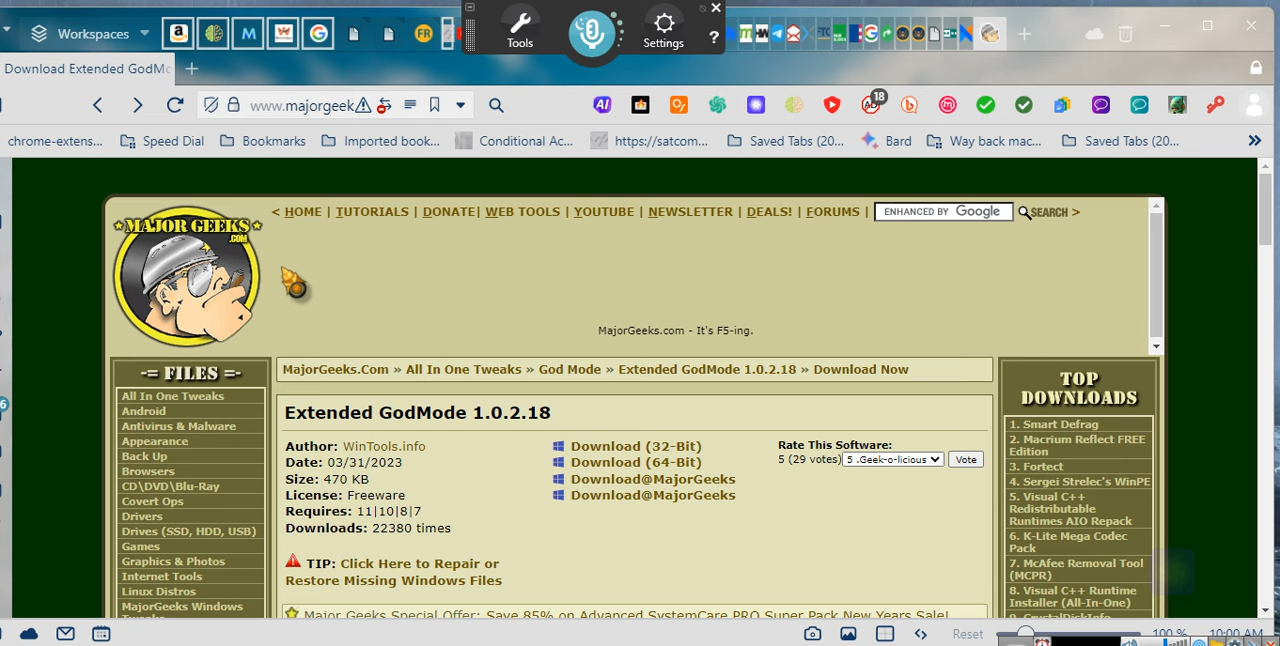 Workspaces
FR
Tools
Settings
?
Download Extended GodMo
www.majorgeek
18
chrome-extens...
Speed Dial
Bookmarks
Imported book...
Conditional Ac...
https://satcom...
Saved Tabs (20...
Bard
Way back mac...
Saved Tabs (20...
MAJOR GEEKS
.COM
< HOME | TUTORIALS | DONATE| WEB TOOLS | YOUTUBE | NEWSLETTER | DEALS! | FORUMS |
ENHANCED BY Google
SEARCH >
MajorGeeks.com - It's F5-ing.
-= FILES =-
All In One Tweaks
Android
Antivirus & Malware
Appearance
Back Up
Browsers
CD\DVD\Blu-Ray
Covert Ops
Drivers
Drives (SSD, HDD, USB)
Games
Graphics & Photos
Internet Tools
Linux Distros
MajorGeeks Windows
MajorGeeks.Com » All In One Tweaks » God Mode » Extended GodMode 1.0.2.18 » Download Now
Extended GodMode 1.0.2.18
Author: WinTools.info
Date: 03/31/2023
Size: 470 KB
License: Freeware
Requires: 11|10|8|7
Downloads: 22380 times
Download (32-Bit)
Download (64-Bit)
Download@MajorGeeks
Download@MajorGeeks
Rate This Software:
5 (29 votes) 5 .Geek-o-licious Vote
TIP: Click Here to Repair or
Restore Missing Windows Files
Major Geeks Special Offer: Save 85% on Advanced SystemCare PRO Super Pack New Years Sale!
TOP
DOWNLOADS
1. Smart Defrag
2. Macrium Reflect FREE
Edition
3. Fortect
4. Sergei Strelec's WinPE
5. Visual C++
Redistributable
Runtimes AIO Repack
6. K-Lite Mega Codec
Pack
7. McAfee Removal Tool
(MCPR)
8. Visual C++ Runtime
Installer (All-In-One)
9. CrystalDiskInfo
Reset
100 %
10:00 AM